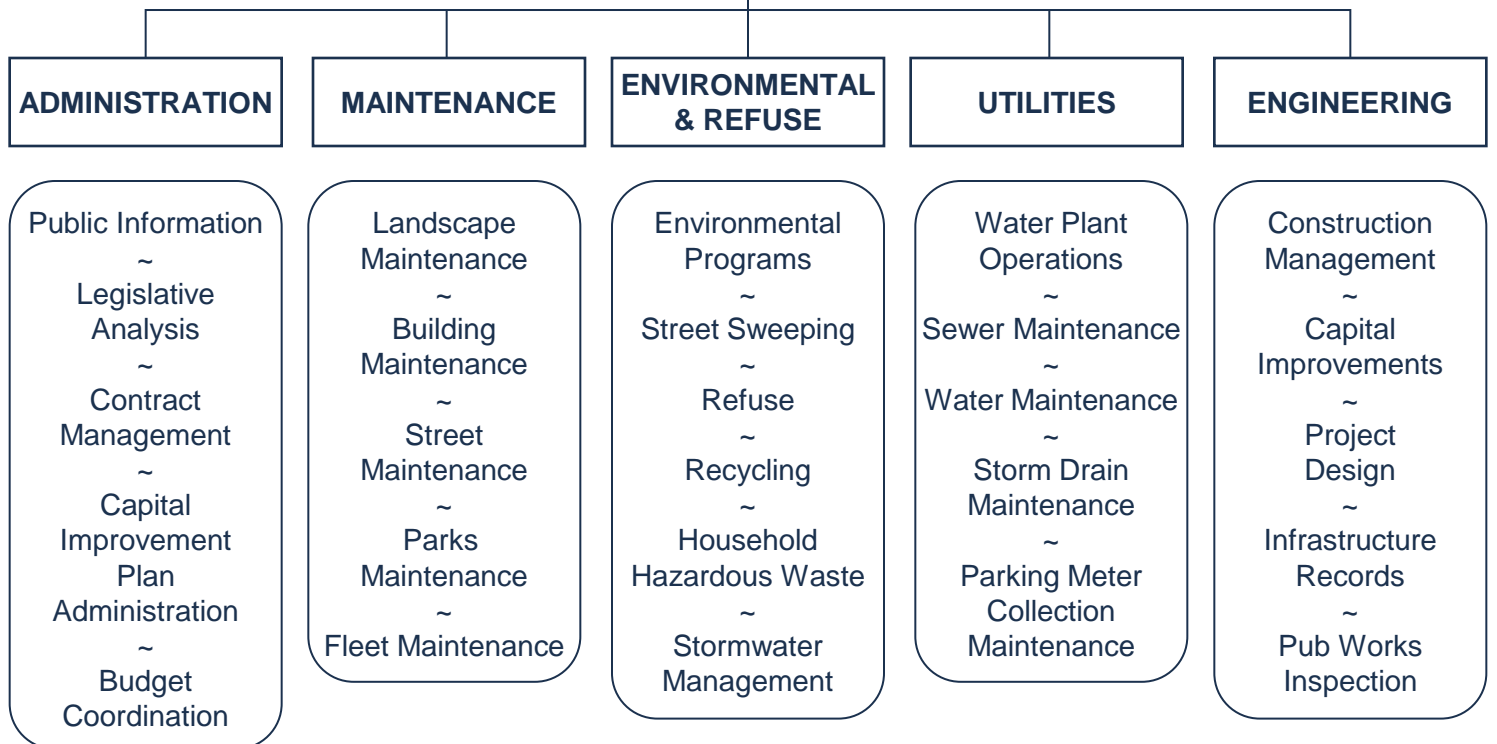 ADMINISTRATION
Public Information
~
Legislative
Analysis
~
Contract
Management
~
Capital
Improvement
Plan
Administration
~
Budget
Coordination
MAINTENANCE
Landscape
Maintenance
~
Building
Maintenance
~
Street
Maintenance
~
Parks
Maintenance
~
Fleet Maintenance
ENVIRONMENTAL
& REFUSE
Environmental
Programs
~
Street Sweeping
~
Refuse
~
Recycling
~
Household
Hazardous Waste
~
Stormwater
Management
UTILITIES
Water Plant
Operations
~
Sewer Maintenance
~
Water Maintenance
~
Storm Drain
Maintenance
~
Parking Meter
Collection
Maintenance
ENGINEERING
Construction
Management
~
Capital
Improvements
~
Project
Design
~
Infrastructure
Records
~
Pub Works
Inspection